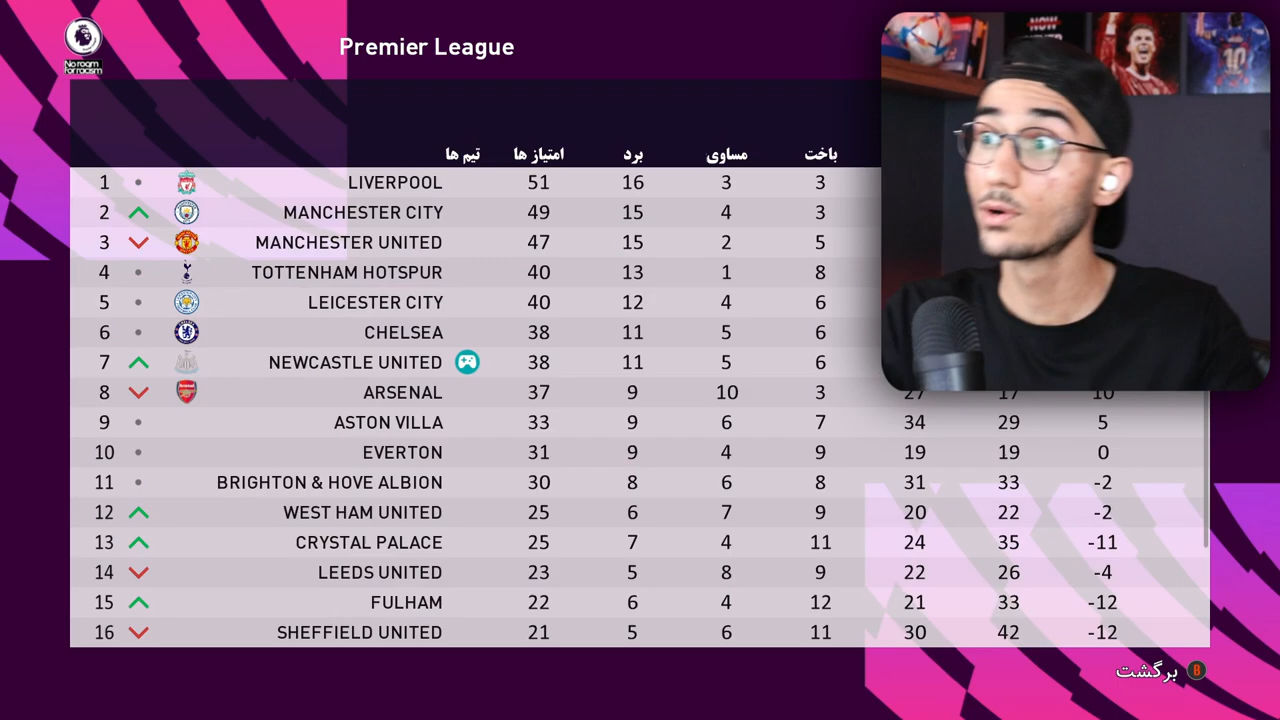 Premier League
No room
For racism
NOW
10
تیم ها امتیاز ها برد مساوی باخت
1 LIVERPOOL 51 16 3 3
2 MANCHESTER CITY 49 15 4 3
3 MANCHESTER UNITED 47 15 2 5
4 TOTTENHAM HOTSPUR 40 13 1 8
5 LEICESTER CITY 40 12 4 6
6 CHELSEA 38 11 5 6
7 NEWCASTLE UNITED 38 11 5 6
8 ARSENAL 37 9 10 3 27 17 10
9 ASTON VILLA 33 9 6 7 34 29 5
10 EVERTON 31 9 4 9 19 19 0
11 BRIGHTON & HOVE ALBION 30 8 6 8 31 33 -2
12 WEST HAM UNITED 25 6 7 9 20 22 -2
13 CRYSTAL PALACE 25 7 4 11 24 35 -11
14 LEEDS UNITED 23 5 8 9 22 26 -4
15 FULHAM 22 6 4 12 21 33 -12
16 SHEFFIELD UNITED 21 5 6 11 30 42 -12
برگشت B